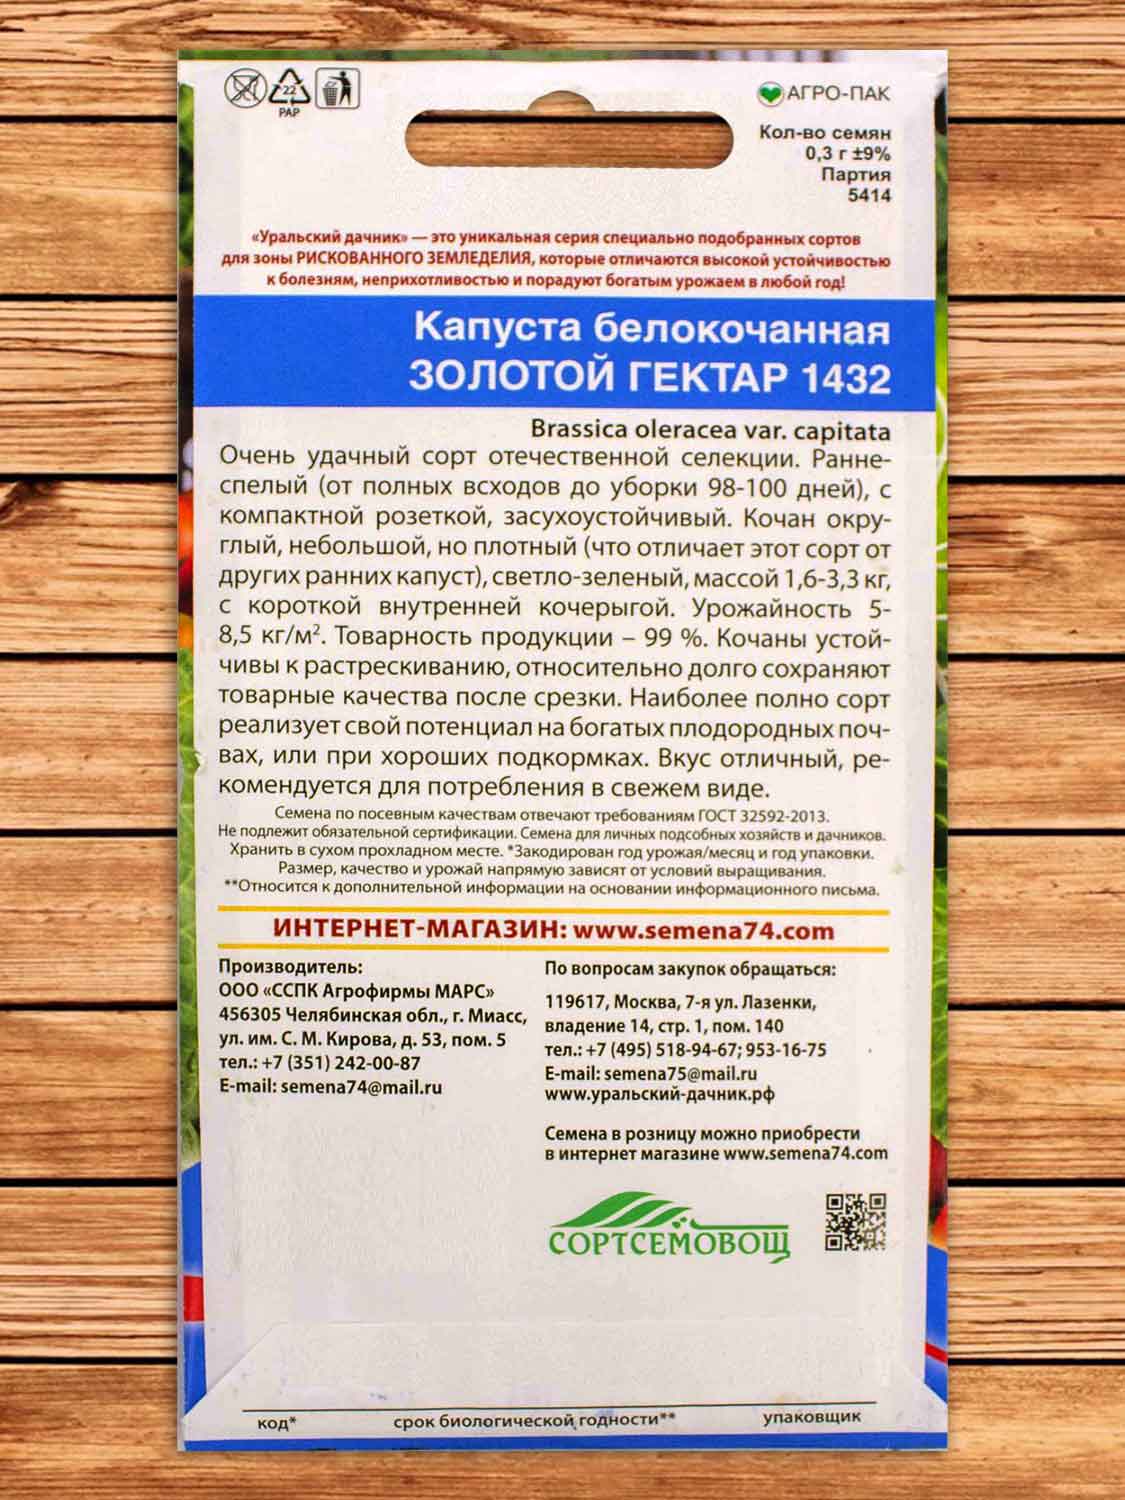 22
PAP
АГРО-ПАК
Кол-во семян
0,3 г ±9%
Партия
5414
«Уральский дачник» — это уникальная серия специально подобранных сортов
для зоны РИСКОВАННОГО ЗЕМЛЕДЕЛИЯ, которые отличаются высокой устойчивостью
к болезням, неприхотливостью и порадуют богатым урожаем в любой год!
Капуста белокочанная
ЗОЛОТОЙ ГЕКТАР 1432
Brassica oleracea var. capitata
Очень удачный сорт отечественной селекции. Ранне-
спелый (от полных всходов до уборки 98-100 дней), с
компактной розеткой, засухоустойчивый. Кочан окру-
глый, небольшой, но плотный (что отличает этот сорт от
других ранних капуст), светло-зеленый, массой 1,6-3,3 кг,
с короткой внутренней кочерыгой. Урожайность 5-
8,5 кг/м². Товарность продукции – 99 %. Кочаны устой-
чивы к растрескиванию, относительно долго сохраняют
товарные качества после срезки. Наиболее полно сорт
реализует свой потенциал на богатых плодородных поч-
вах, или при хороших подкормках. Вкус отличный, ре-
комендуется для потребления в свежем виде.
Семена по посевным качествам отвечают требованиям ГОСТ 32592-2013.
Не подлежит обязательной сертификации. Семена для личных подсобных хозяйств и дачников.
Хранить в сухом прохладном месте. *Закодирован год урожая/месяц и год упаковки.
Размер, качество и урожай напрямую зависят от условий выращивания.
**Относится к дополнительной информации на основании информационного письма.
ИНТЕРНЕТ-МАГАЗИН: www.semena74.com
Производитель:
ООО «ССПК Агрофирмы МАРС»
456305 Челябинская обл., г. Миасс,
ул. им. С. М. Кирова, д. 53, пом. 5
тел.: +7 (351) 242-00-87
E-mail: semena74@mail.ru
По вопросам закупок обращаться:
119617, Москва, 7-я ул. Лазенки,
владение 14, стр. 1, пом. 140
тел.: +7 (495) 518-94-67; 953-16-75
E-mail: semena75@mail.ru
www.уральский-дачник.рф
Семена в розницу можно приобрести
в интернет магазине www.semena74.com
СОРТСЕМОВОЩ
код*
срок биологической годности**
упаковщик